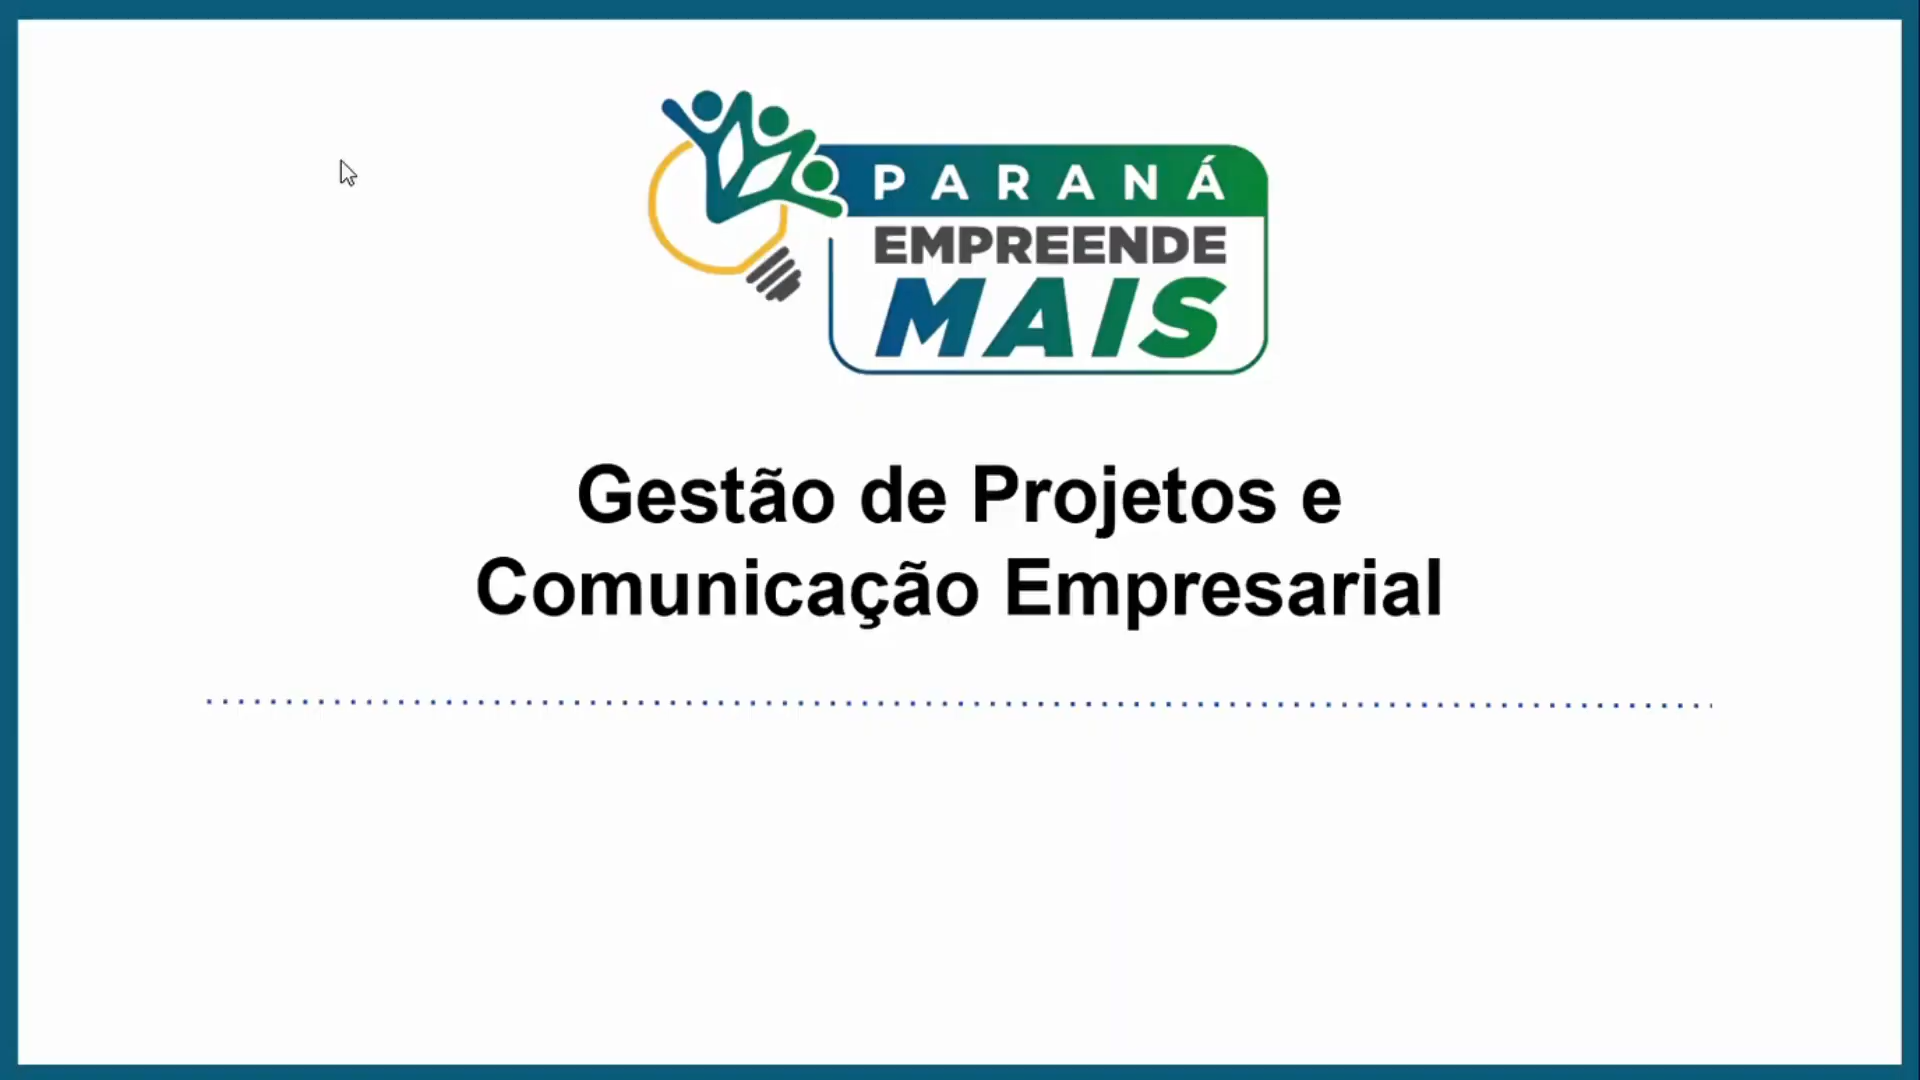 PARANÁ
EMPREENDE
MAIS
Gestão de Projetos e
Comunicação Empresarial